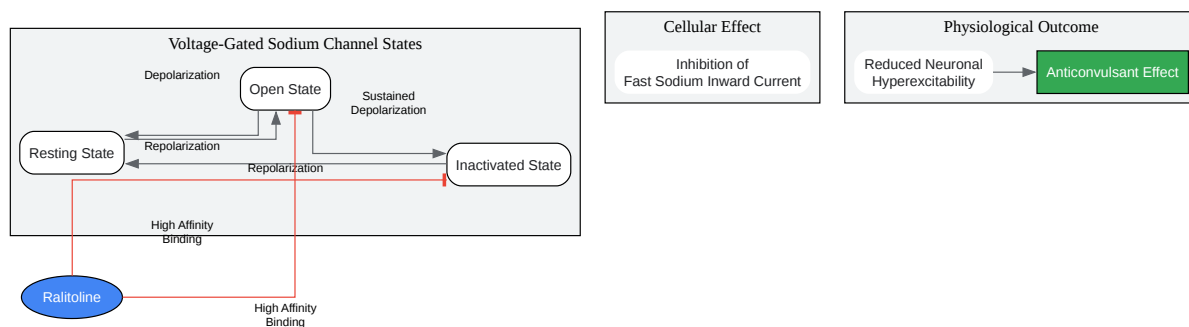 Voltage-Gated Sodium Channel States
Depolarization
Open State
Sustained
Depolarization
Resting State
Repolarization
Inactivated State
Repolarization
High Affinity
Binding
Ralitoline
High Affinity
Binding
Cellular Effect
Inhibition of
Fast Sodium Inward Current
Physiological Outcome
Reduced Neuronal
Hyperexcitability
Anticonvulsant Effect